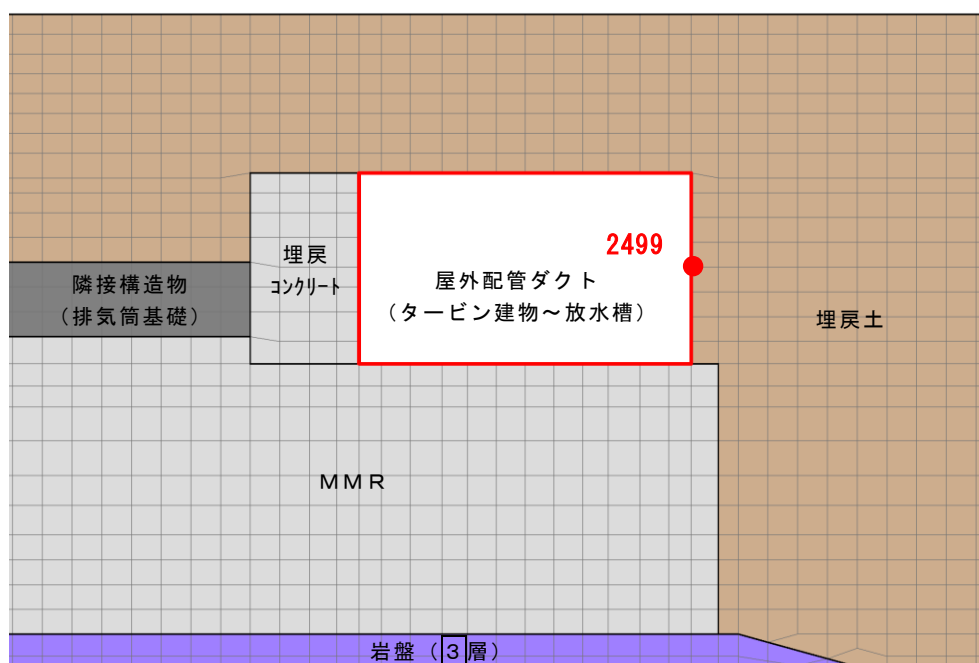 2499
埋戻
コンクリート
屋外配管ダクト
（タービン建物～放水槽）
隣接構造物
（排気筒基礎）
埋戻土
ＭＭＲ
岩盤（３層）